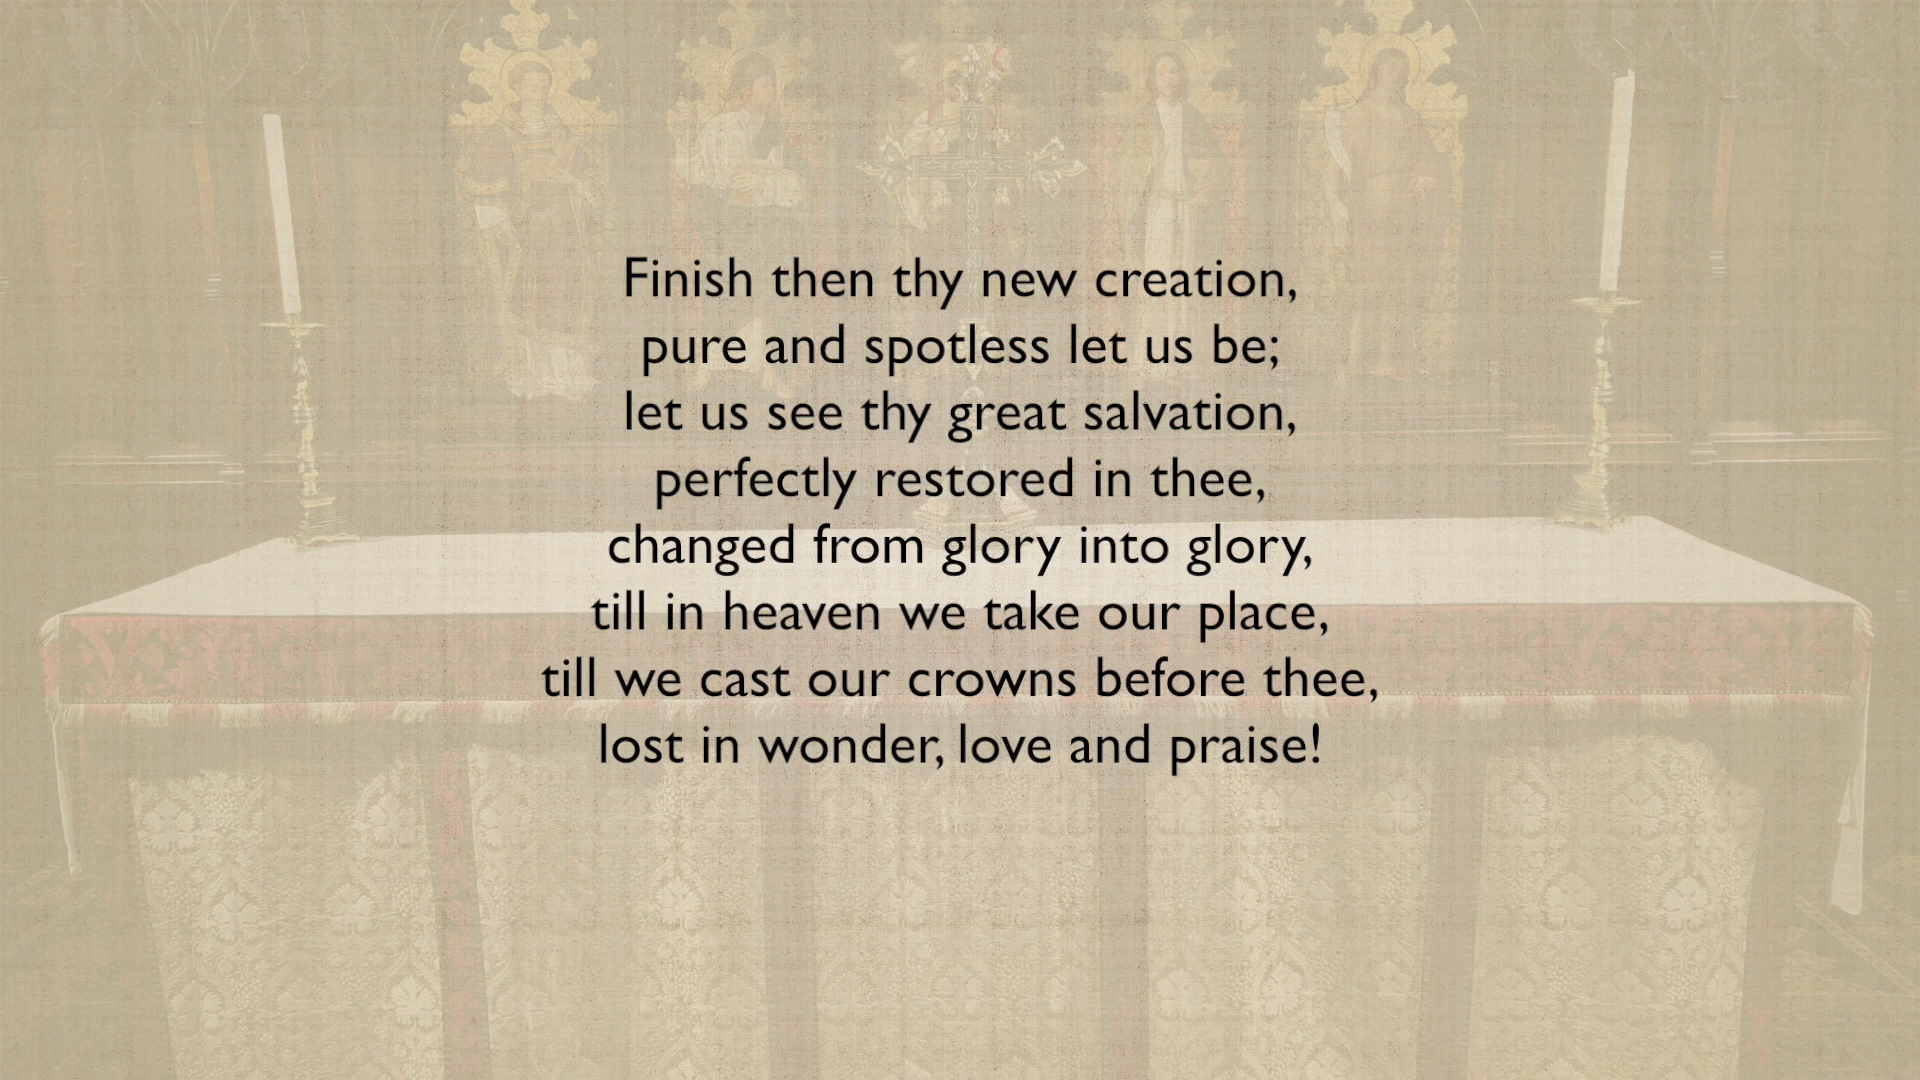 Finish then thy new creation,
pure and spotless let us be;
let us see thy great salvation,
perfectly restored in thee,
changed from glory into glory,
till in heaven we take our place,
till we cast our crowns before thee,
lost in wonder, love and praise!